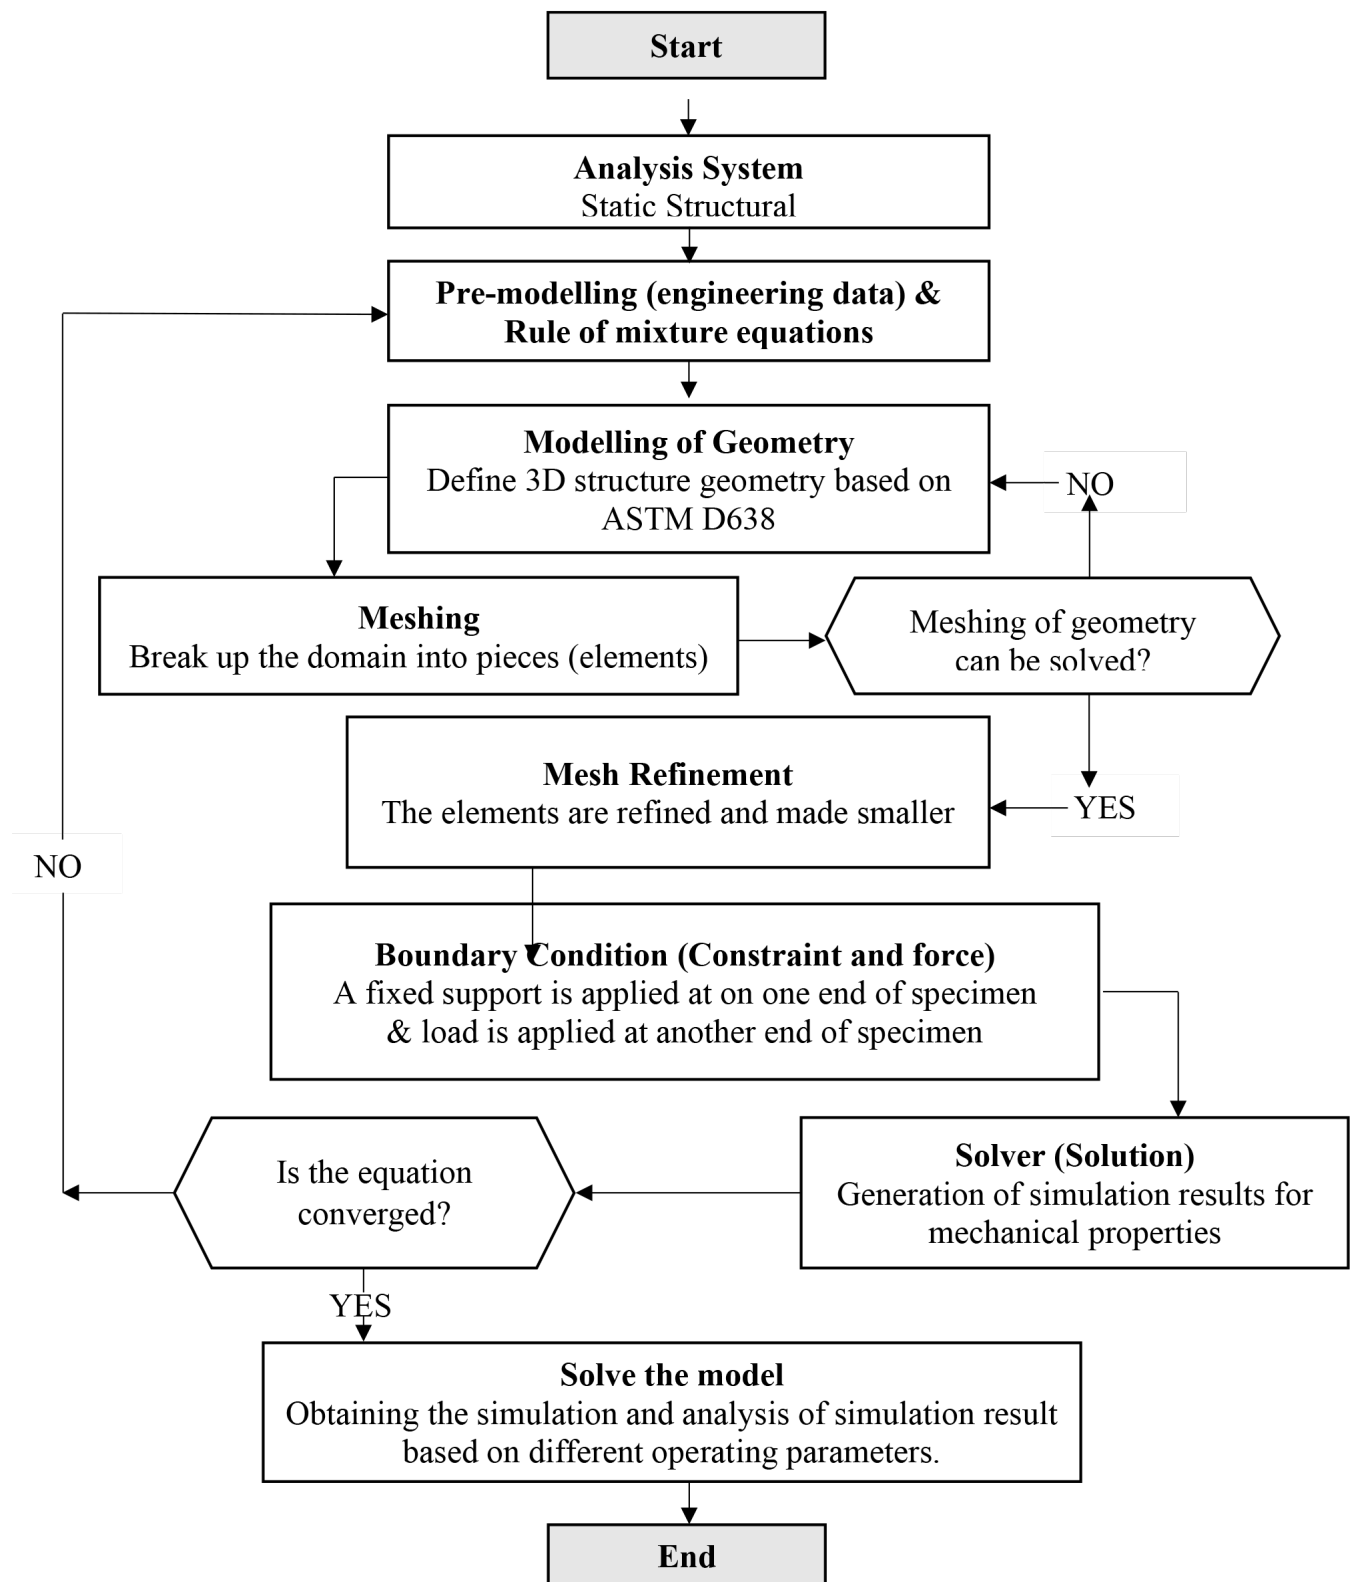 Start
Analysis System
Static Structural
Pre-modelling (engineering data) &
Rule of mixture equations
Modelling of Geometry
Define 3D structure geometry based on
ASTM D638
NO
Meshing
Break up the domain into pieces (elements)
Meshing of geometry
can be solved?
Mesh Refinement
The elements are refined and made smaller
YES
NO
Boundary Condition (Constraint and force)
A fixed support is applied at on one end of specimen
& load is applied at another end of specimen
Solver (Solution)
Generation of simulation results for
mechanical properties
Is the equation
converged?
YES
Solve the model
Obtaining the simulation and analysis of simulation result
based on different operating parameters.
End